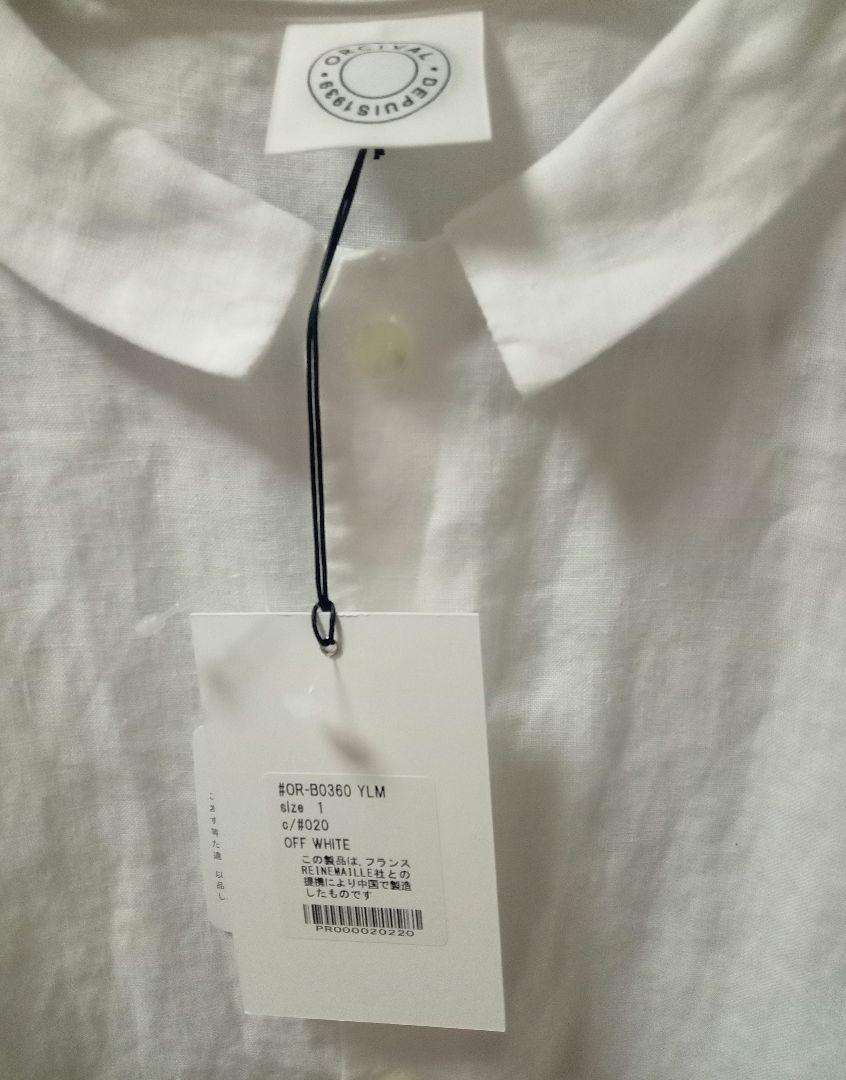 ORCIVAL • DEPUIS 1939 •
#OR-B0360 YLM
size 1
c/#020
OFF WHITE
この製品は、フランス
REINEMAILLE社との
提携により中国で製造
したものです
PR000020220